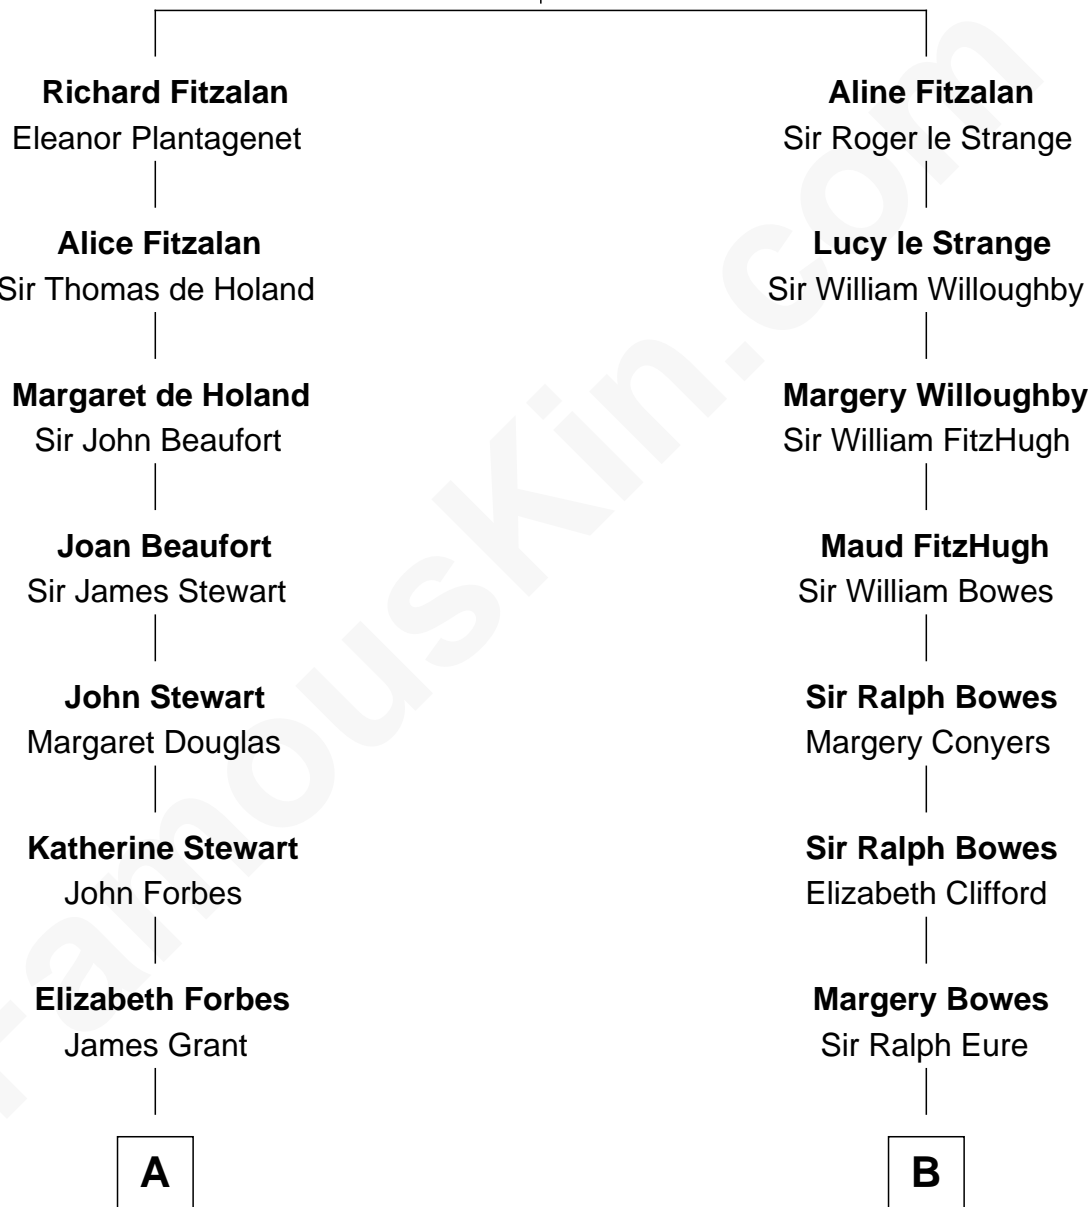 Richard Fitzalan
Eleanor Plantagenet
Aline Fitzalan
Sir Roger le Strange
Alice Fitzalan
Sir Thomas de Holand
Lucy le Strange
Sir William Willoughby
Margaret de Holand
Sir John Beaufort
Margery Willoughby
Sir William FitzHugh
Joan Beaufort
Sir James Stewart
Maud FitzHugh
Sir William Bowes
John Stewart
Margaret Douglas
Sir Ralph Bowes
Margery Conyers
Katherine Stewart
John Forbes
Sir Ralph Bowes
Elizabeth Clifford
Elizabeth Forbes
James Grant
Margery Bowes
Sir Ralph Eure
A
B
FamousKin.com